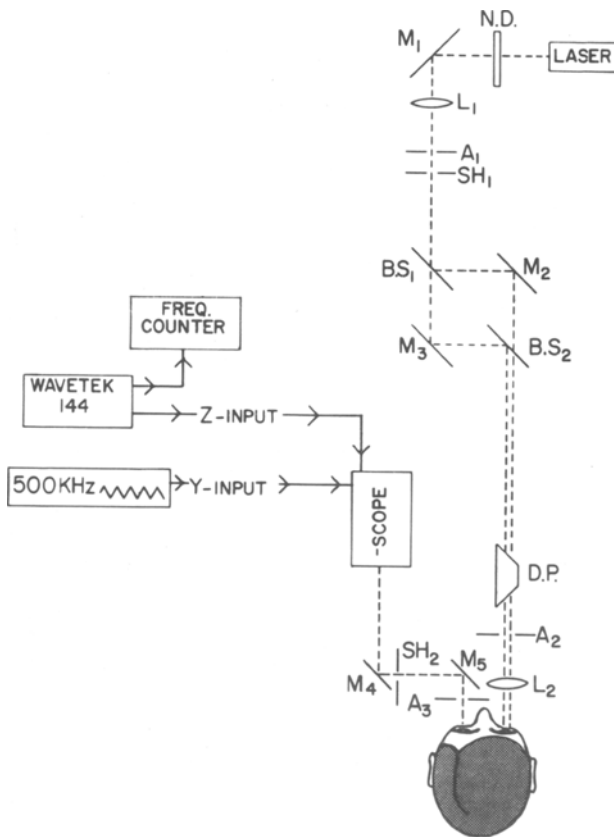 N.D.
M1
LASER
L1
A1
SH1
B.S1
M2
FREQ.
COUNTER
M3
B.S2
WAVETEK
144
Z-INPUT
500KHz
Y-INPUT
-SCOPE
D.P.
SH2
A2
M5
M4
L2
A3